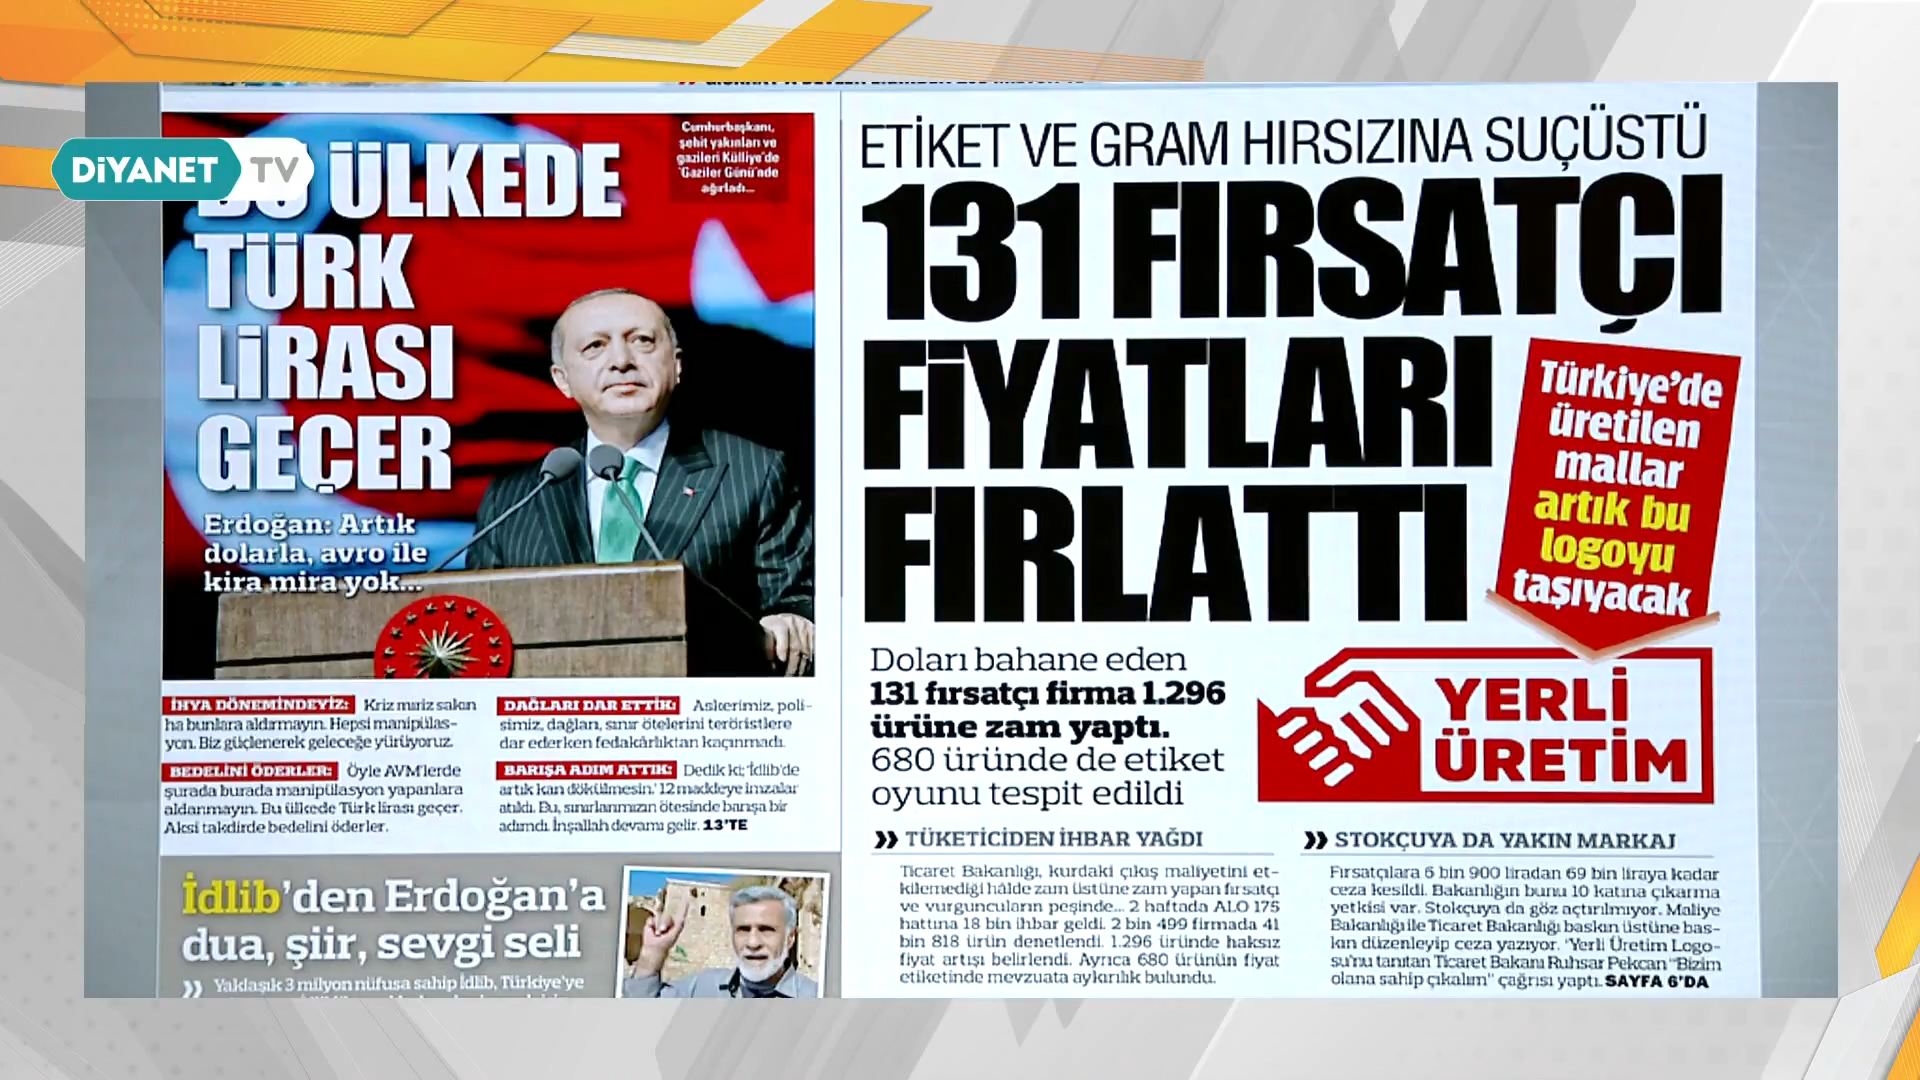 DİYANET TV
ÜLKEDE
TÜRK
LİRASI
GEÇER
Erdoğan: Artık
dolarla, avro ile
kira mira yok...
Cumhurbaşkanı,
şehit yakınları ve
gazileri Külliye'de
'Gaziler Günü'nde
ağırladı...
İHYA DÖNEMİNDEYİZ: Kriz mıriz sakın
ha bunlara aldırmayın. Hepsi manipülas-
yon. Biz güçlenerek geleceğe yürüyoruz.
BEDELİNİ ÖDERLER: Öyle AVM'lerde
şurada burada manipülasyon yapanlara
aldanmayın. Bu ülkede Türk lirası geçer.
Aksi takdirde bedelini öderler.
DAĞLARI DAR ETTİK: Askerimiz, poli-
simiz, dağları, sınır ötelerini teröristlere
dar ederken fedakârlıktan kaçınmadı.
BARIŞA ADIM ATTIK: Dedik ki; 'İdlib'de
artık kan dökülmesin.' 12 maddeye imzalar
atıldı. Bu, sınırlarımızın ötesinde barışa bir
adımdı. İnşallah devamı gelir. 13'TE
İdlib'den Erdoğan'a
dua, şiir, sevgi seli
Yaklaşık 3 milyon nüfusa sahip İdlib, Türkiye'ye
ETİKET VE GRAM HIRSIZINA SUÇÜSTÜ
131 FIRSATÇI
FİYATLARI
FIRLATTI
Türkiye'de
üretilen
mallar
artık bu
logoyu
taşıyacak
Doları bahane eden
131 fırsatçı firma 1.296
ürüne zam yaptı.
680 üründe de etiket
oyunu tespit edildi
YERLİ
ÜRETİM
TÜKETİCİDEN İHBAR YAĞDI
Ticaret Bakanlığı, kurdaki çıkış maliyetini et-
kilemediği hâlde zam üstüne zam yapan fırsatçı
ve vurguncuların peşinde... 2 haftada ALO 175
hattına 18 bin ihbar geldi. 2 bin 499 firmada 41
bin 818 ürün denetlendi. 1.296 üründe haksız
fiyat artışı belirlendi. Ayrıca 680 ürünün fiyat
etiketinde mevzuata aykırılık bulundu.
STOKÇUYA DA YAKIN MARKAJ
Fırsatçılara 6 bin 900 liradan 69 bin liraya kadar
ceza kesildi. Bakanlığın bunu 10 katına çıkarma
yetkisi var. Stokçuya da göz açtırılmıyor. Maliye
Bakanlığı ile Ticaret Bakanlığı baskın üstüne bas-
kın düzenleyip ceza yazıyor. 'Yerli Üretim Logo-
su'nu tanıtan Ticaret Bakanı Ruhsar Pekcan "Bizim
olana sahip çıkalım" çağrısı yaptı. SAYFA 6'DA